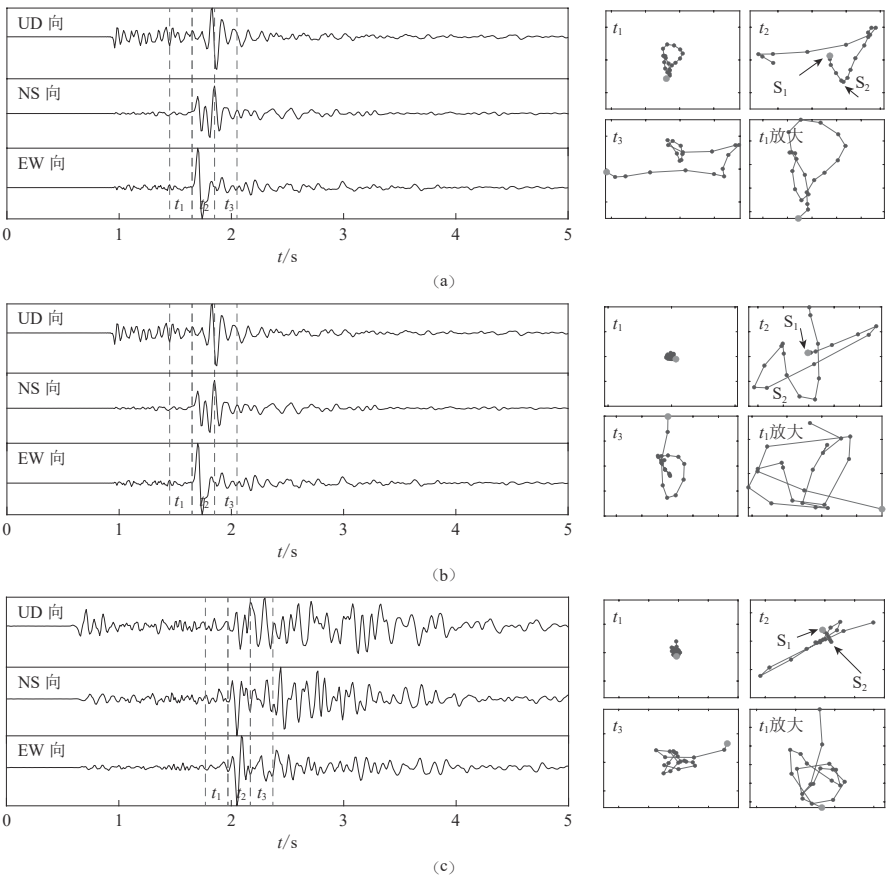 UD 向
NS 向
EW 向
t1 t2 t3
0 1 2 3 4 5
t/s
t1
t2
S1
S2
t3
t1放大
（a）
UD 向
NS 向
EW 向
t1 t2 t3
0 1 2 3 4 5
t/s
t1
t2
S1
S2
t3
t1放大
（b）
UD 向
NS 向
EW 向
t1 t2 t3
0 1 2 3 4 5
t/s
t1
t2
S1
S2
t3
t1放大
（c）